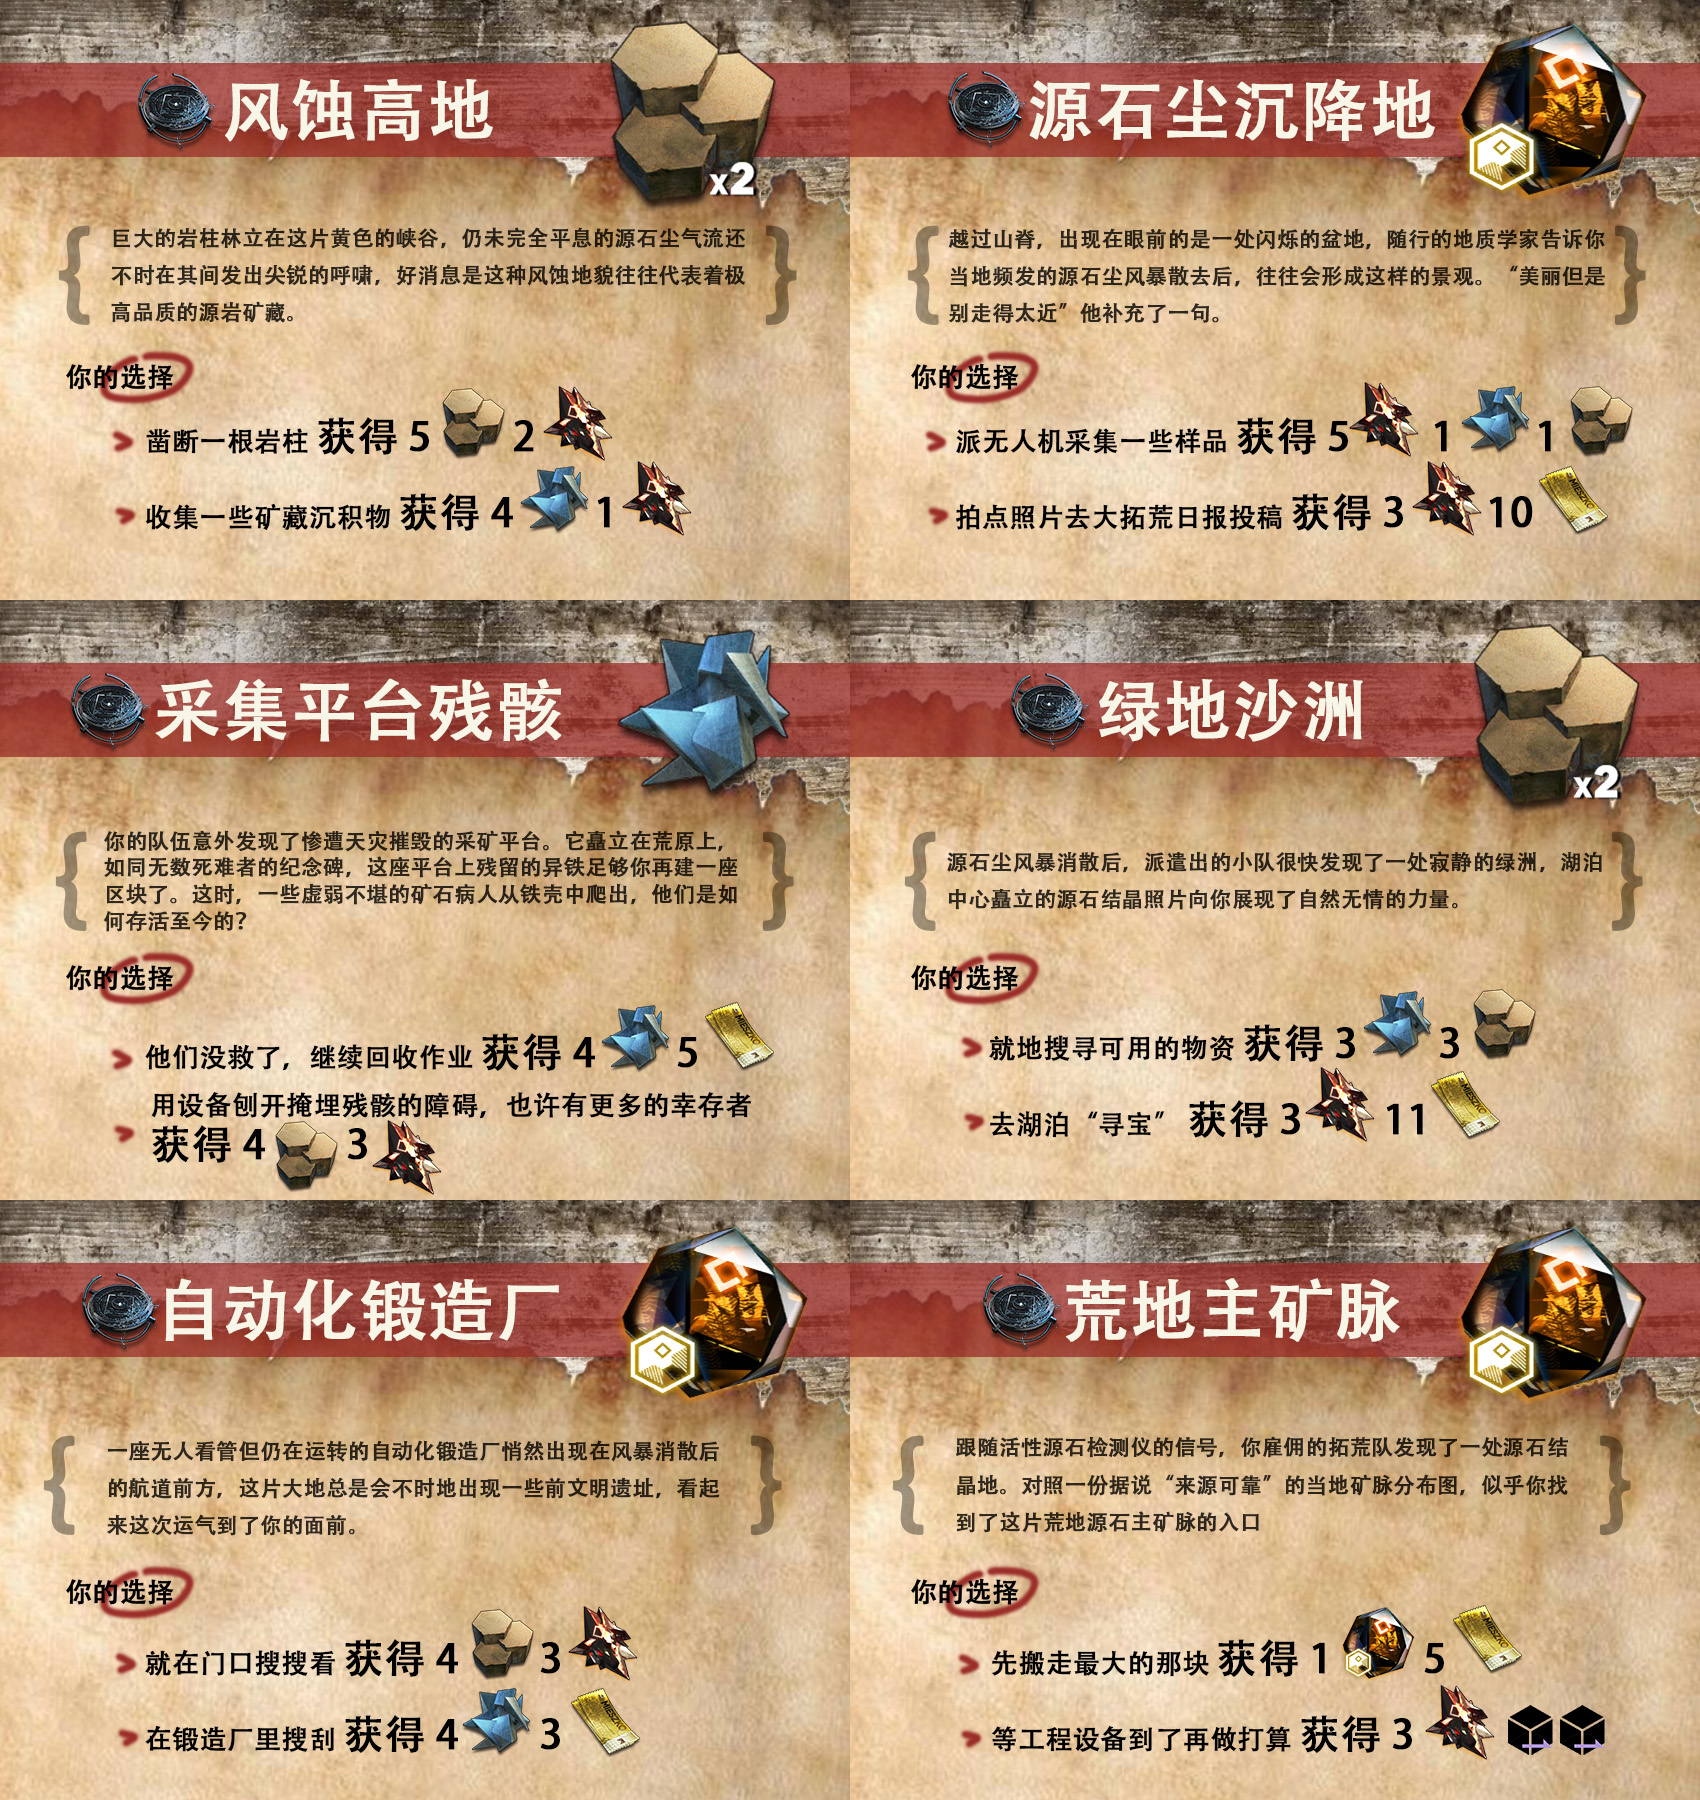 风蚀高地
x2
巨大的岩柱林立在这片黄色的峡谷，仍未完全平息的源石尘气流还
不时在其间发出尖锐的呼啸，好消息是这种风蚀地貌往往代表着极
高品质的源岩矿藏。
你的选择
凿断一根岩柱 获得 5 2
收集一些矿藏沉积物 获得 4 1
源石尘沉降地
越过山脊，出现在眼前的是一处闪烁的盆地，随行的地质学家告诉你
当地频发的源石尘风暴散去后，往往会形成这样的景观。“美丽但是
别走得太近”他补充了一句。
你的选择
派无人机采集一些样品 获得 5 1 1
拍点照片去大拓荒日报投稿 获得 3 10
MIESZKO
采集平台残骸
你的队伍意外发现了惨遭天灾摧毁的采矿平台。它矗立在荒原上，
如同无数死难者的纪念碑，这座平台上残留的异铁足够你再建一座
区块了。这时，一些虚弱不堪的矿石病人从铁壳中爬出，他们是如
何存活至今的？
你的选择
他们没救了，继续回收作业 获得 4 5
MIESZKO
用设备刨开掩埋残骸的障碍，也许有更多的幸存者
获得 4 3
绿地沙洲
x2
源石尘风暴消散后，派遣出的小队很快发现了一处寂静的绿洲，湖泊
中心矗立的源石结晶照片向你展现了自然无情的力量。
你的选择
就地搜寻可用的物资 获得 3 3
去湖泊“寻宝” 获得 3 11
MIESZKO
自动化锻造厂
一座无人看管但仍在运转的自动化锻造厂悄然出现在风暴消散后
的航道前方，这片大地总是会不时地出现一些前文明遗址，看起
来这次运气到了你的面前。
你的选择
就在门口搜搜看 获得 4 3
在锻造厂里搜刮 获得 4 3
MIESZKO
荒地主矿脉
跟随活性源石检测仪的信号，你雇佣的拓荒队发现了一处源石结
晶地。对照一份据说“来源可靠”的当地矿脉分布图，似乎你找
到了这片荒地源石主矿脉的入口
你的选择
先搬走最大的那块 获得 1 5
MIESZKO
等工程设备到了再做打算 获得 3